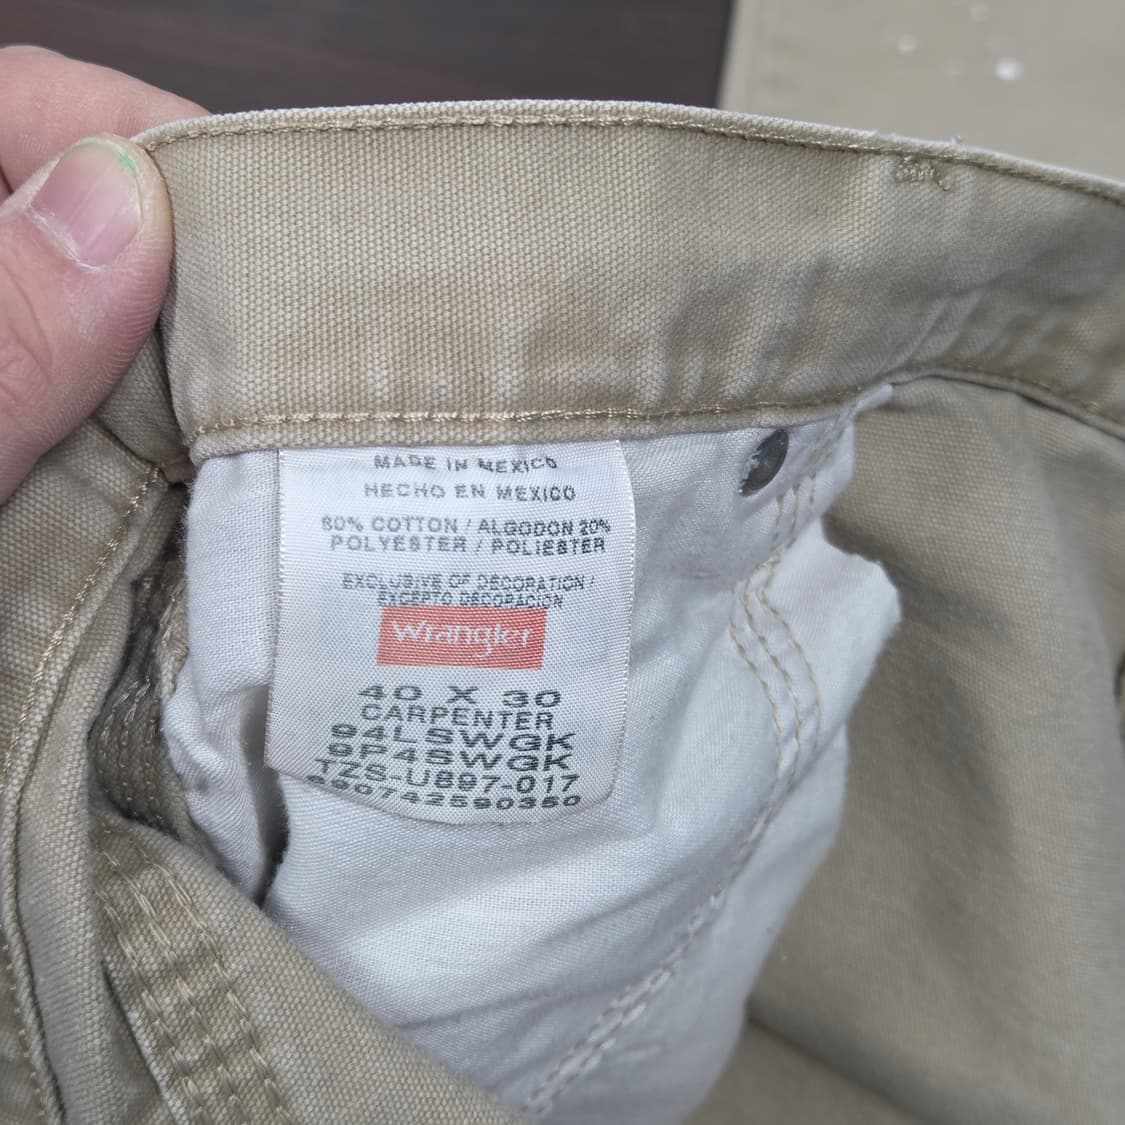 MADE IN MEXICO
HECHO EN MEXICO
80% COTTON / ALGODON 20%
POLYESTER / POLIESTER
EXCLUSIVE OF DECORATION /
EXCEPTO DECORACION
Wrangler
40 X 30
CARPENTER
94LSWGK
9P4SWGK
TZS-U897-017